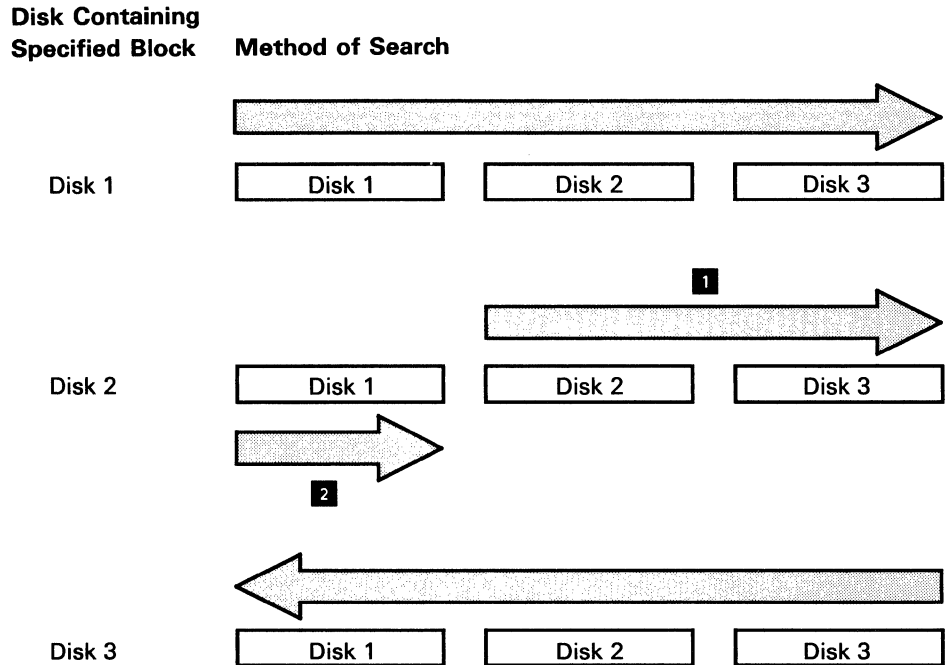 Disk Containing
Specified Block Method of Search
Disk 1 Disk 1 Disk 2 Disk 3
1
Disk 2 Disk 1 Disk 2 Disk 3
2
Disk 3 Disk 1 Disk 2 Disk 3